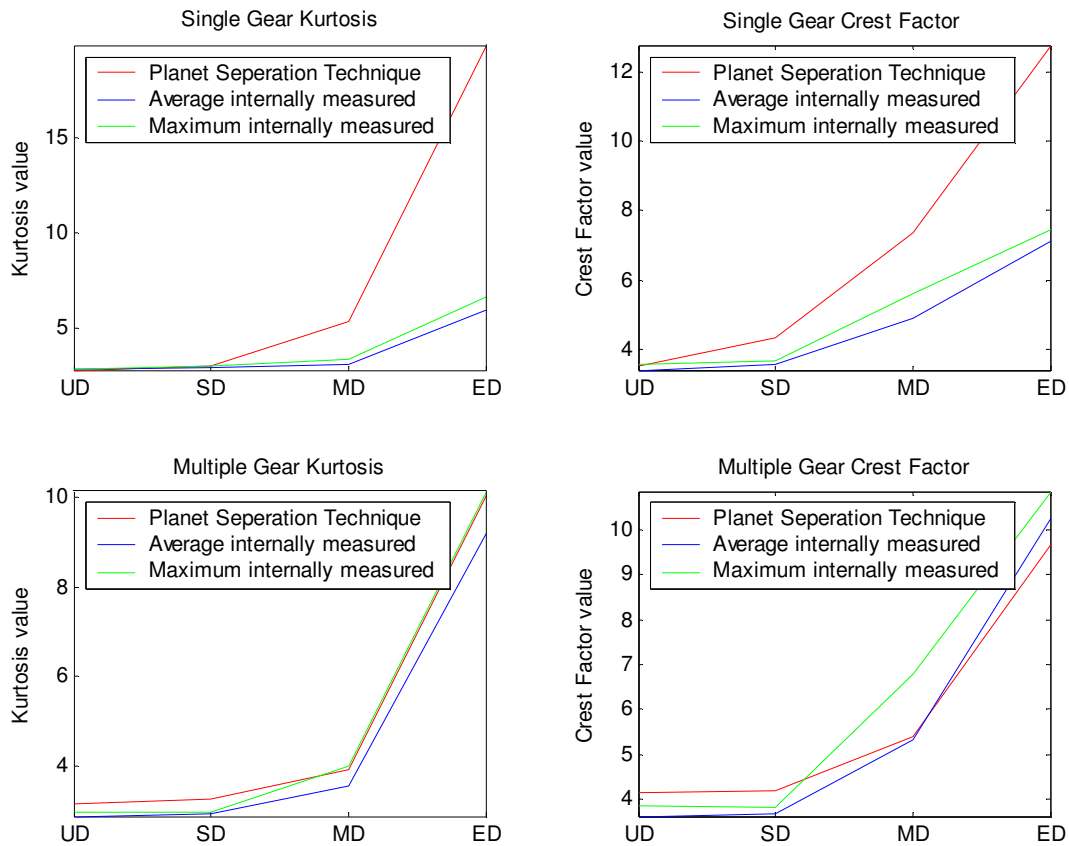 Single Gear Kurtosis
Planet Seperation Technique
Average internally measured
Maximum internally measured
Kurtosis value
15
10
5
UD SD MD ED
Single Gear Crest Factor
Planet Seperation Technique
Average internally measured
Maximum internally measured
Crest Factor value
12
10
8
6
4
UD SD MD ED
Multiple Gear Kurtosis
Planet Seperation Technique
Average internally measured
Maximum internally measured
Kurtosis value
10
8
6
4
UD SD MD ED
Multiple Gear Crest Factor
Planet Seperation Technique
Average internally measured
Maximum internally measured
Crest Factor value
10
9
8
7
6
5
4
UD SD MD ED